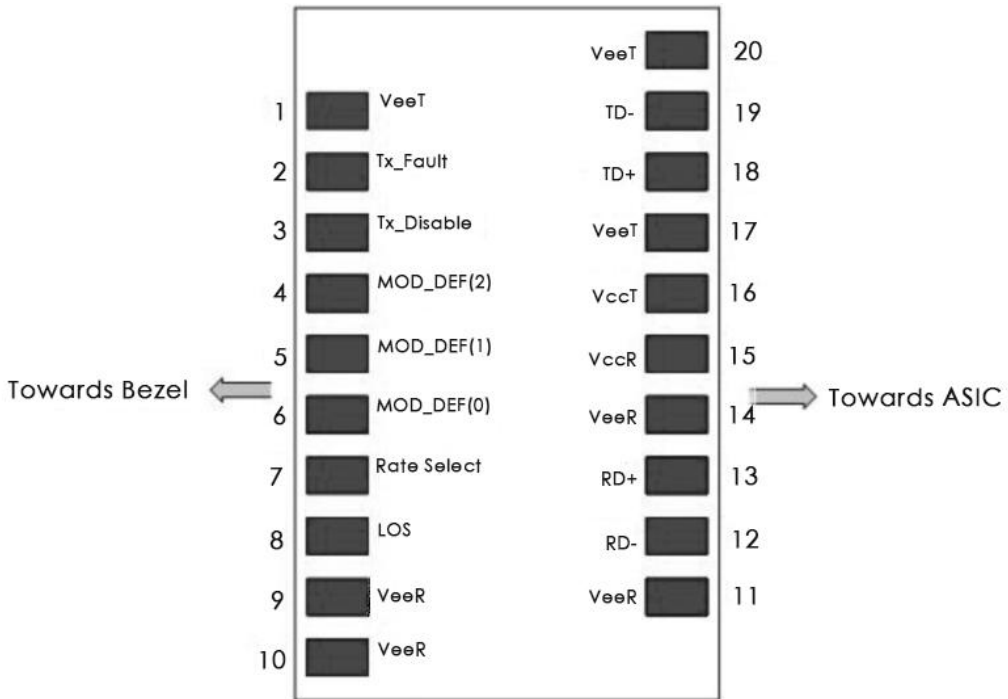 VeeT 20
1 VeeT
TD- 19
2 Tx_Fault
TD+ 18
3 Tx_Disable
VeeT 17
4 MOD_DEF(2)
VccT 16
5 MOD_DEF(1)
VccR 15
Towards Bezel
6 MOD_DEF(0)
VeeR 14
Towards ASIC
7 Rate Select
RD+ 13
8 LOS
RD- 12
9 VeeR
VeeR 11
10 VeeR